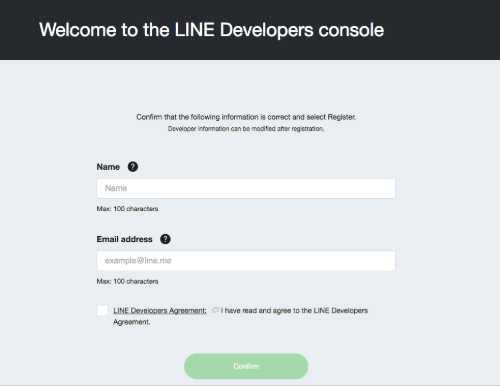 Welcome to the LINE Developers console
Confirm that the following information is correct and select Register.
Developer information can be modified after registration.
Name ?
Name
Max: 100 characters
Email address ?
example@line.me
Max: 100 characters
LINE Developers Agreement: I have read and agree to the LINE Developers
Agreement.
Confirm